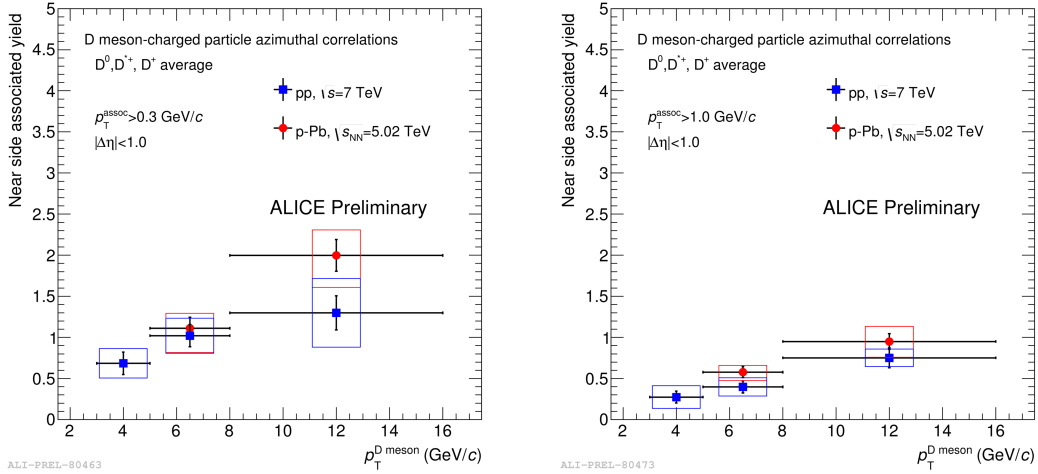 Near side associated yield
5
4.5
4
3.5
3
2.5
2
1.5
1
0.5
0
D meson-charged particle azimuthal correlations
D⁰,D*⁺, D⁺ average
pp, √s=7 TeV
p_T^assoc>0.3 GeV/c
p-Pb, √s_NN=5.02 TeV
|Δη|<1.0
ALICE Preliminary
2 4 6 8 10 12 14 16
p_T^D meson (GeV/c)
ALI-PREL-80463
Near side associated yield
5
4.5
4
3.5
3
2.5
2
1.5
1
0.5
0
D meson-charged particle azimuthal correlations
D⁰,D*⁺, D⁺ average
pp, √s=7 TeV
p_T^assoc>1.0 GeV/c
p-Pb, √s_NN=5.02 TeV
|Δη|<1.0
ALICE Preliminary
2 4 6 8 10 12 14 16
p_T^D meson (GeV/c)
ALI-PREL-80473